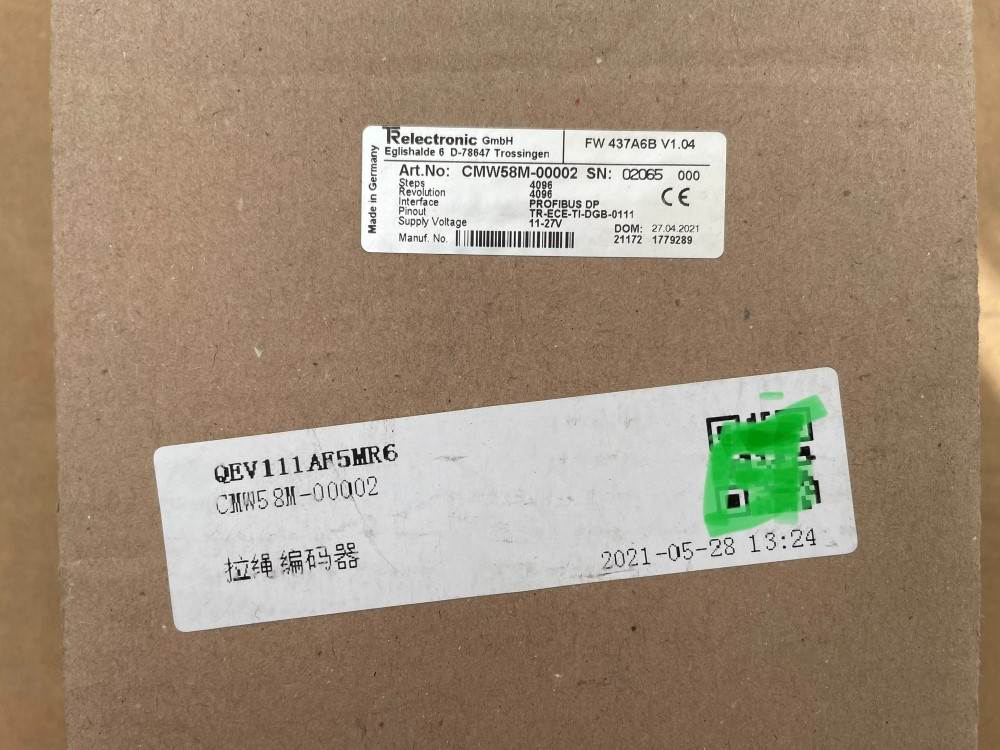 TRelectronic GmbH
Eglishalde 6 D-78647 Trossingen
FW 437A6B V1.04
Made in Germany
Art.No: CMW58M-00002 SN: 02065 000
Steps 4096
Revolution 4096
Interface PROFIBUS DP
Pinout TR-ECE-TI-DGB-0111
Supply Voltage 11-27V
CE
DOM: 27.04.2021
Manuf. No. 21172 1779289
QEV111AF5MR6
CMW58M-00002
拉绳编码器
2021-05-28 13:24